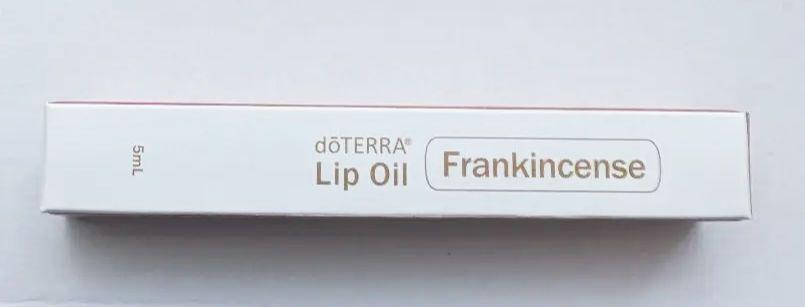 5mL
dōTERRA®
Lip Oil
Frankincense